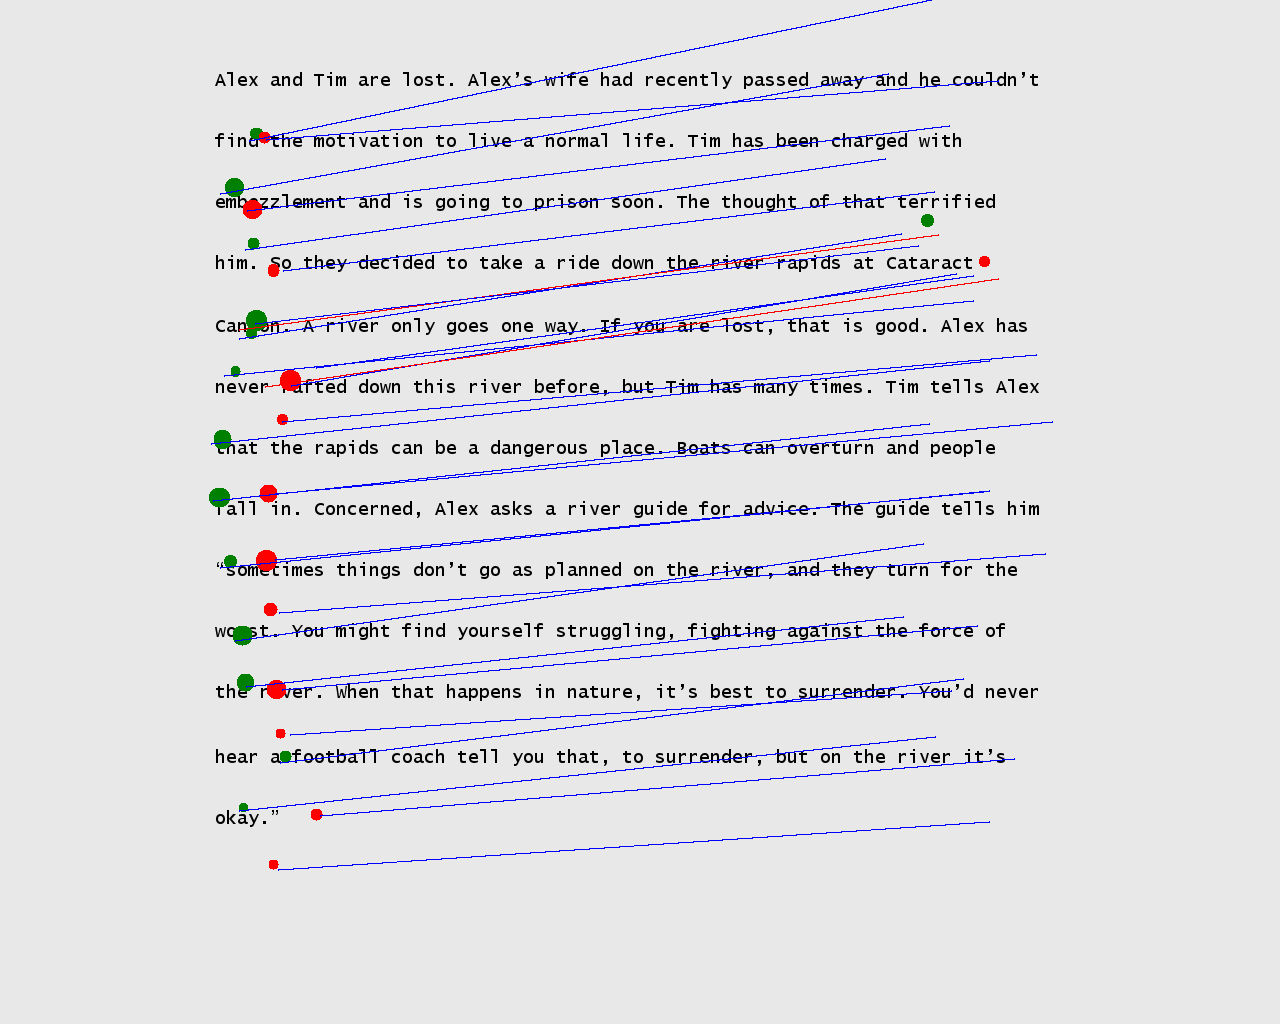 Alex and Tim are lost. Alex’s wife had recently passed away and he couldn’t
find the motivation to live a normal life. Tim has been charged with
embezzlement and is going to prison soon. The thought of that terrified
him. So they decided to take a ride down the river rapids at Cataract
Canyon. A river only goes one way. If you are lost, that is good. Alex has
never rafted down this river before, but Tim has many times. Tim tells Alex
that the rapids can be a dangerous place. Boats can overturn and people
fall in. Concerned, Alex asks a river guide for advice. The guide tells him
“sometimes things don’t go as planned on the river, and they turn for the
worst. You might find yourself struggling, fighting against the force of
the river. When that happens in nature, it’s best to surrender. You’d never
hear a football coach tell you that, to surrender, but on the river it’s
okay.”